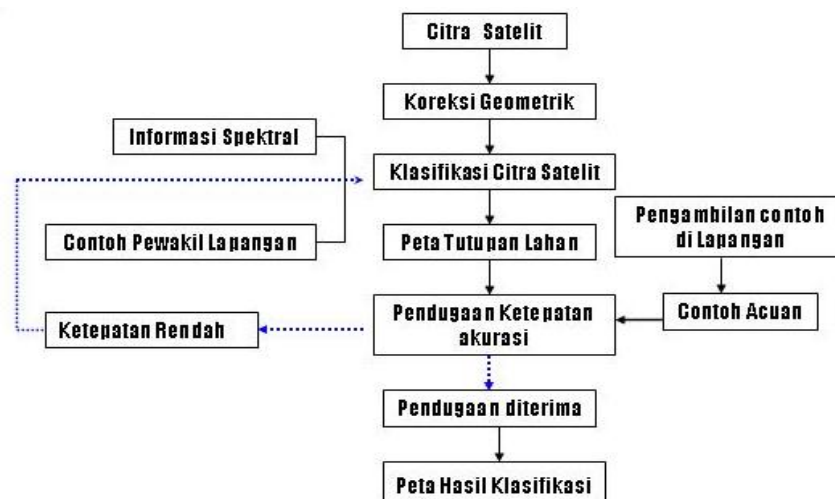 Citra Satelit
Koreksi Geometrik
Informasi Spektral
Klasifikasi Citra Satelit
Pengambilan contoh
di Lapangan
Contoh Pewakil Lapangan
Peta Tutupan Lahan
Ketepatan Rendah
Pendugaan Ketepatan
akurasi
Contoh Acuan
Pendugaan diterima
Peta Hasil Klasifikasi